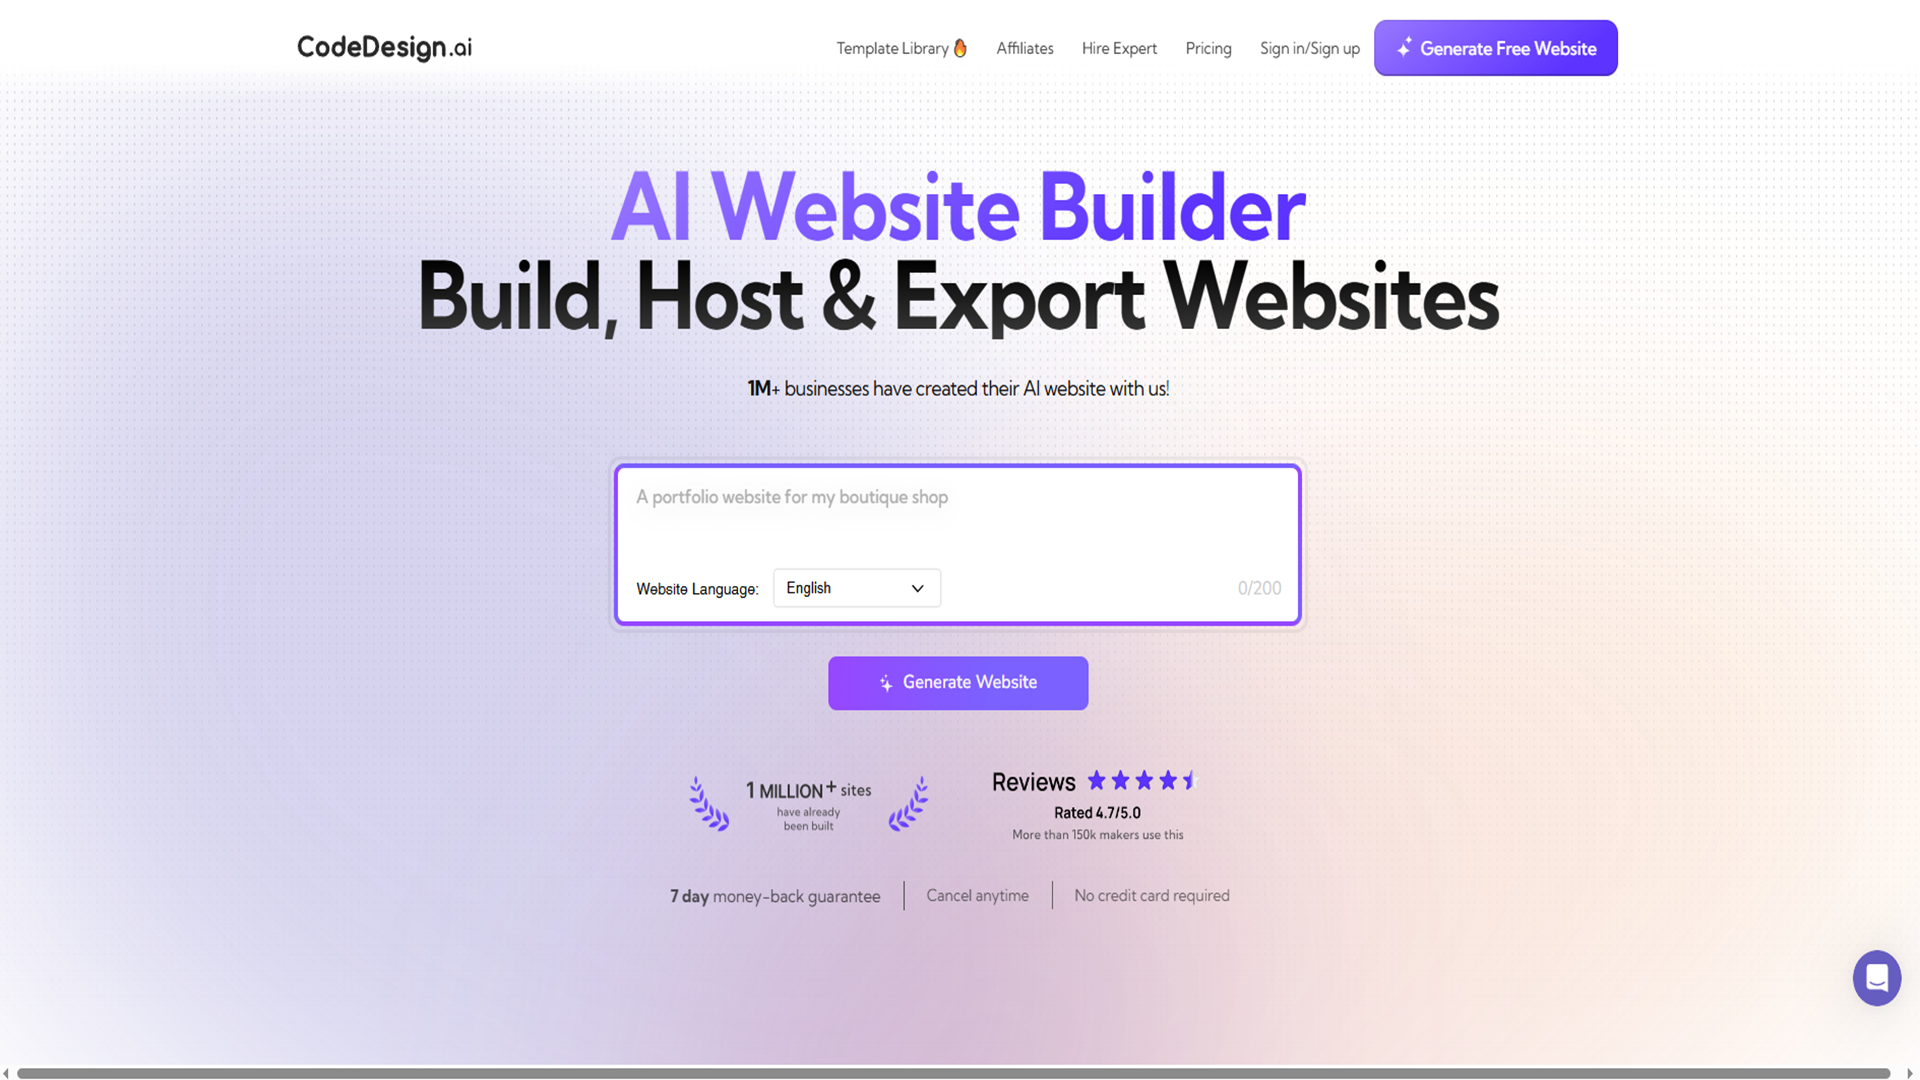 CodeDesign.ai
Template Library🔥 Affiliates Hire Expert Pricing Sign in/Sign up Generate Free Website
AI Website Builder
Build, Host & Export Websites
1M+ businesses have created their AI website with us!
A portfolio website for my boutique shop
Website Language: English 0/200
Generate Website
1 MILLION+ sites
have already
been built
Reviews
Rated 4.7/5.0
More than 150k makers use this
7 day money-back guarantee Cancel anytime No credit card required